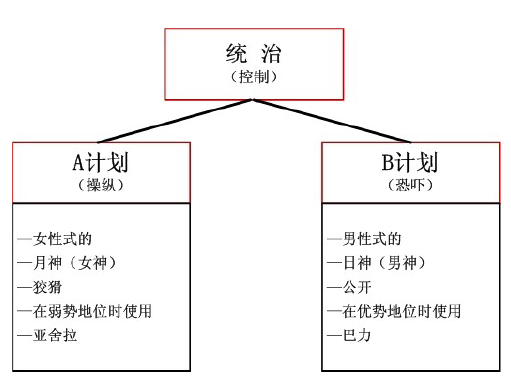 统 治
（控制）
A计划
（操纵）
—女性式的
—月神（女神）
—狡猾
—在弱势地位时使用
—亚舍拉
B计划
（恐吓）
—男性式的
—日神（男神）
—公开
—在优势地位时使用
—巴力